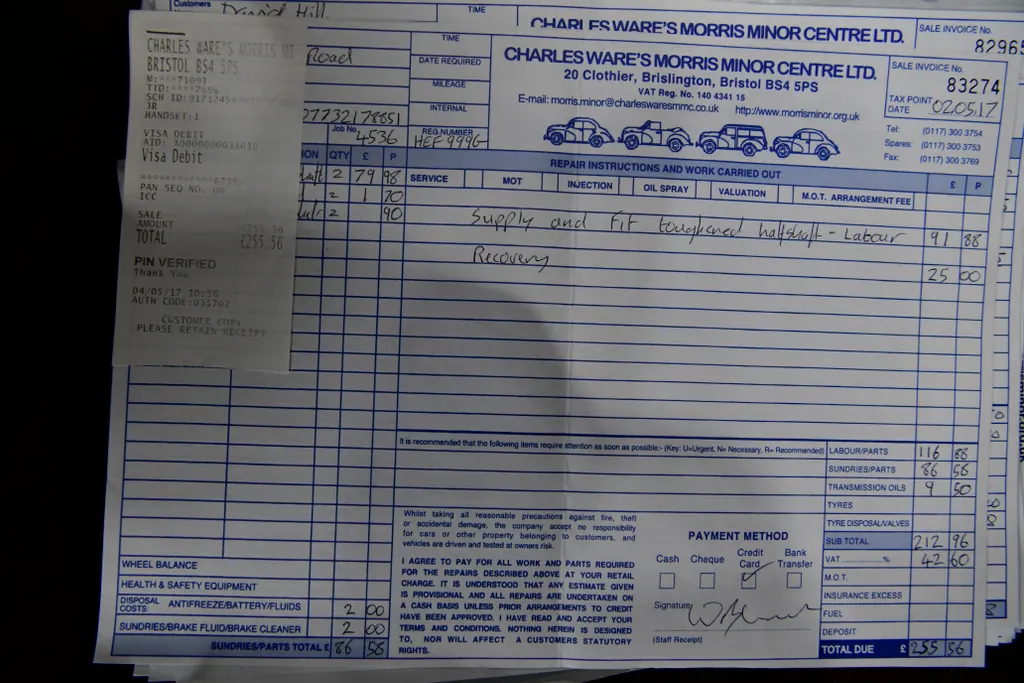 Customers
David Hill
TIME
CHARLES WARE'S MORRIS MINOR CENTRE LTD.
SALE INVOICE No.
8296
CHARLES WARE'S MORRIS MI
BRISTOL BS4 5PS
HANDSET:1
VISA DEBIT
Visa Debit
PAN SEQ NO.
ICC
SALE
AMOUNT £255.56
TOTAL £255.56
PIN VERIFIED
Thank You
04/05/17 10:56
AUTH CODE:035702
CUSTOMER COPY
PLEASE RETAIN RECEIPT
Road
07732178851
Job No. 4536
TIME
DATE REQUIRED
MILEAGE
INTERNAL
REG.NUMBER
HEF 999G
CHARLES WARE'S MORRIS MINOR CENTRE LTD.
20 Clothier, Brislington, Bristol BS4 5PS
VAT Reg. No. 140 4341 15
E-mail: morris.minor@charleswaresmmc.co.uk http://www.morrisminor.org.uk
SALE INVOICE No.
83274
TAX POINT DATE 02.05.17
Tel: (0117) 300 3754
Spares: (0117) 300 3753
Fax: (0117) 300 3769
ION QTY £ P
2 79 98
2 1 70
2 90
REPAIR INSTRUCTIONS AND WORK CARRIED OUT £ P
SERVICE MOT INJECTION OIL SPRAY VALUATION M.O.T. ARRANGEMENT FEE
Supply and Fit toughened halfshaft - Labour 91 88
Recovery 25 00
It is recommended that the following items require attention as soon as possible:- (Key: U=Urgent, N= Necessary, R= Recommended)
LABOUR/PARTS 116 88
SUNDRIES/PARTS 86 58
TRANSMISSION OILS 9 50
TYRES
TYRE DISPOSAL/VALVES
SUB TOTAL 212 96
VAT ............% 42 60
M.O.T.
INSURANCE EXCESS
FUEL
DEPOSIT
TOTAL DUE £ 255 56
WHEEL BALANCE
HEALTH & SAFETY EQUIPMENT
DISPOSAL COSTS: ANTIFREEZE/BATTERY/FLUIDS 2 00
SUNDRIES/BRAKE FLUID/BRAKE CLEANER 2 00
SUNDRIES/PARTS TOTAL £ 86 58
Whilst taking all reasonable precautions against fire, theft
or accidental damage, the company accept no responsibility
for cars or other property belonging to customers, and
vehicles are driven and tested at owners risk.
I AGREE TO PAY FOR ALL WORK AND PARTS REQUIRED
FOR THE REPAIRS DESCRIBED ABOVE AT YOUR RETAIL
CHARGE. IT IS UNDERSTOOD THAT ANY ESTIMATE GIVEN
IS PROVISIONAL AND ALL REPAIRS ARE UNDERTAKEN ON
A CASH BASIS UNLESS PRIOR ARRANGEMENTS TO CREDIT
HAVE BEEN APPROVED. I HAVE READ AND ACCEPT YOUR
TERMS AND CONDITIONS. NOTHING HEREIN IS DESIGNED
TO, NOR WILL AFFECT A CUSTOMERS STATUTORY
RIGHTS.
PAYMENT METHOD
Cash Cheque Credit Card Bank Transfer
Signature
(Staff Receipt)